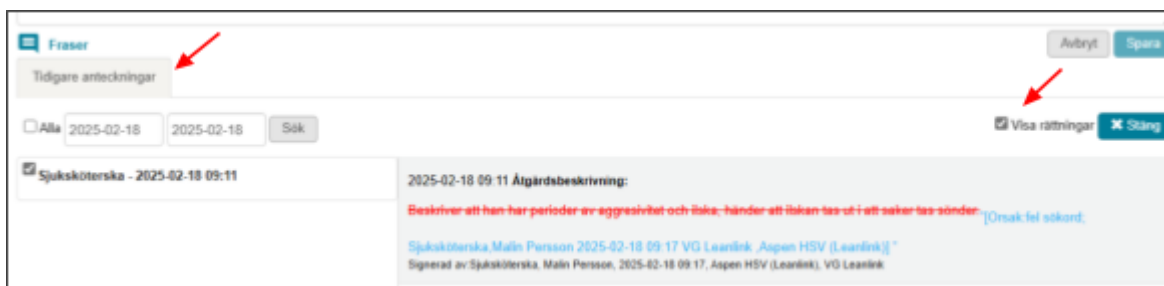 Fraser
Avbryt Spara
Tidigare anteckningar
Alla 2025-02-18 2025-02-18 Sök
Visa rättningar Stäng
Sjuksköterska - 2025-02-18 09:11
2025-02-18 09:11 Åtgärdsbeskrivning:
Beskriver att han har perioder av aggresivitet och ilska, händer att ilskan tas ut i att saker tas sönder. "[Orsak:fel sökord;
Sjuksköterska,Malin Persson 2025-02-18 09:17 VG Leanlink ,Aspen HSV (Leanlink)] "
Signerad av:Sjuksköterska, Malin Persson, 2025-02-18 09:17, Aspen HSV (Leanlink), VG Leanlink